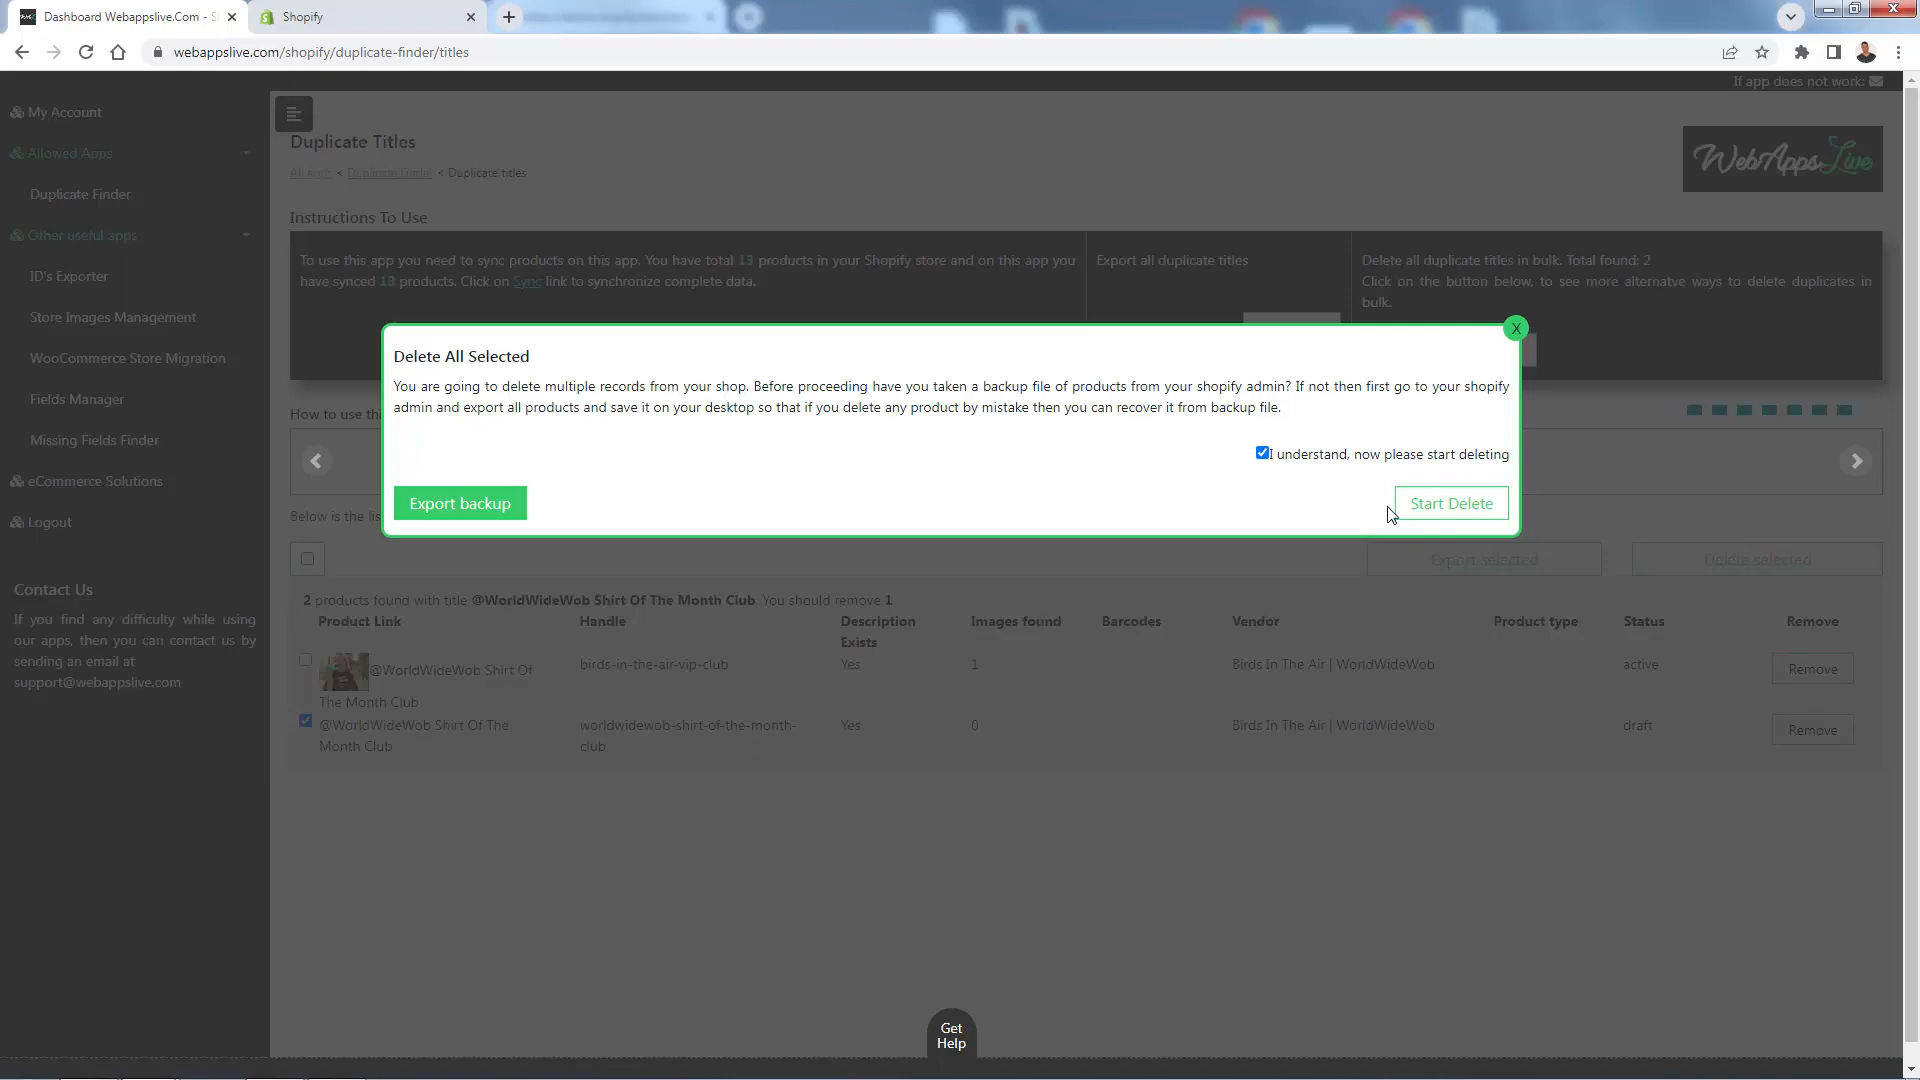 Dashboard Webappslive.Com - S
Shopify
webappslive.com/shopify/duplicate-finder/titles
If app does not work:
My Account
Allowed Apps
Duplicate Finder
Other useful apps
ID's Exporter
Store Images Management
WooCommerce Store Migration
Fields Manager
Missing Fields Finder
eCommerce Solutions
Logout
Contact Us
If you find any difficulty while using
our apps, then you can contact us by
sending an email at
support@webappslive.com
Duplicate Titles
All apps < Duplicate Finder < Duplicate titles
WebAppsLive
Instructions To Use
To use this app you need to sync products on this app. You have total 13 products in your Shopify store and on this app you
have synced 13 products. Click on Sync link to synchronize complete data.
Export all duplicate titles
Delete all duplicate titles in bulk. Total found: 2
Click on the button below, to see more alternatve ways to delete duplicates in
bulk.
X
Delete All Selected
You are going to delete multiple records from your shop. Before proceeding have you taken a backup file of products from your shopify admin? If not then first go to your shopify
admin and export all products and save it on your desktop so that if you delete any product by mistake then you can recover it from backup file.
I understand, now please start deleting
Export backup
Start Delete
How to use thi
Below is the lis
Export selected
Delete selected
2 products found with title @WorldWideWob Shirt Of The Month Club. You should remove 1
Product Link Handle Description Exists Images found Barcodes Vendor Product type Status Remove
@WorldWideWob Shirt Of The Month Club birds-in-the-air-vip-club Yes 1 Birds In The Air | WorldWideWob active Remove
@WorldWideWob Shirt Of The Month Club worldwidewob-shirt-of-the-month-club Yes 0 Birds In The Air | WorldWideWob draft Remove
Get
Help